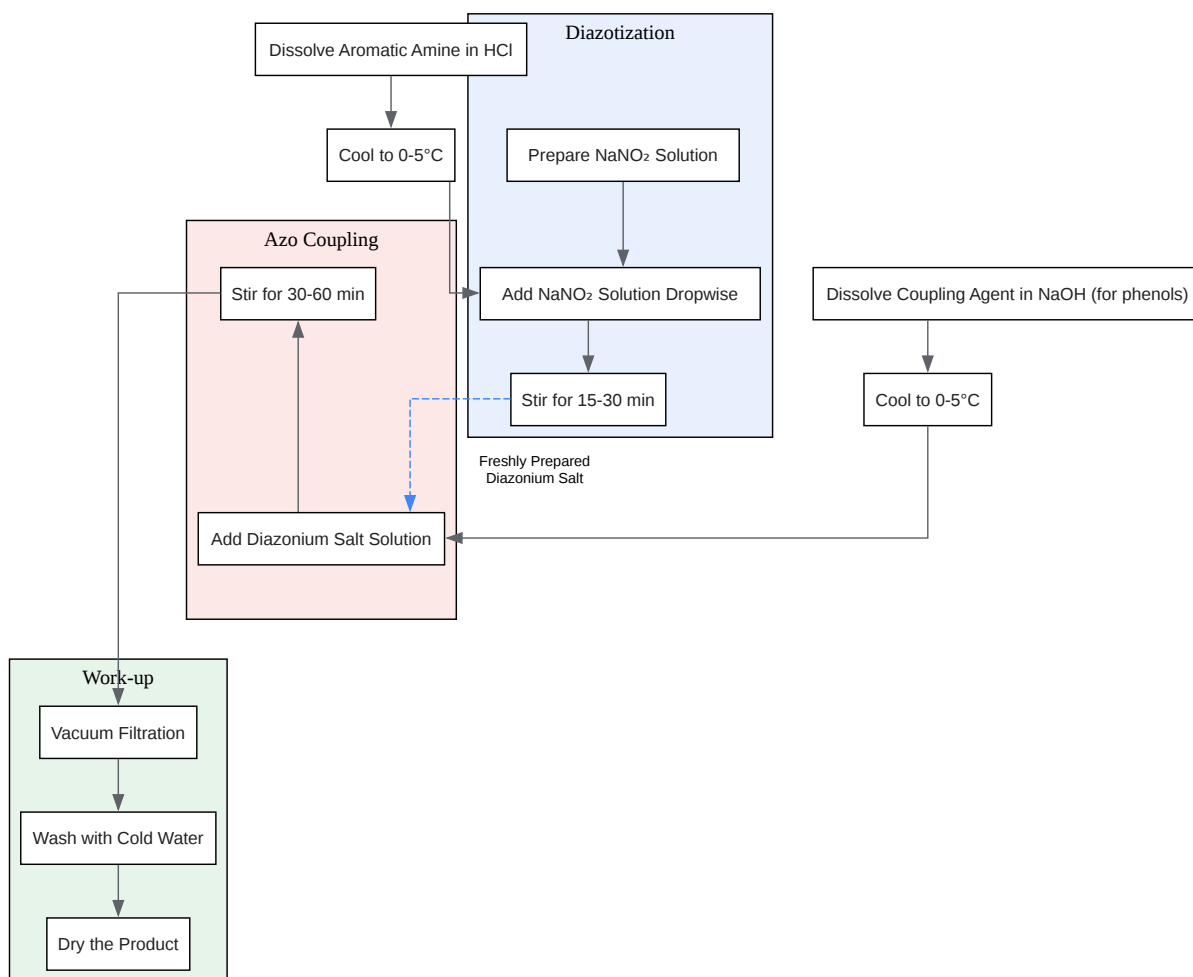 Diazotization
Dissolve Aromatic Amine in HCl
Cool to 0-5°C
Prepare NaNO₂ Solution
Azo Coupling
Stir for 30-60 min
Add NaNO₂ Solution Dropwise
Dissolve Coupling Agent in NaOH (for phenols)
Stir for 15-30 min
Cool to 0-5°C
Freshly Prepared
Diazonium Salt
Add Diazonium Salt Solution
Work-up
Vacuum Filtration
Wash with Cold Water
Dry the Product